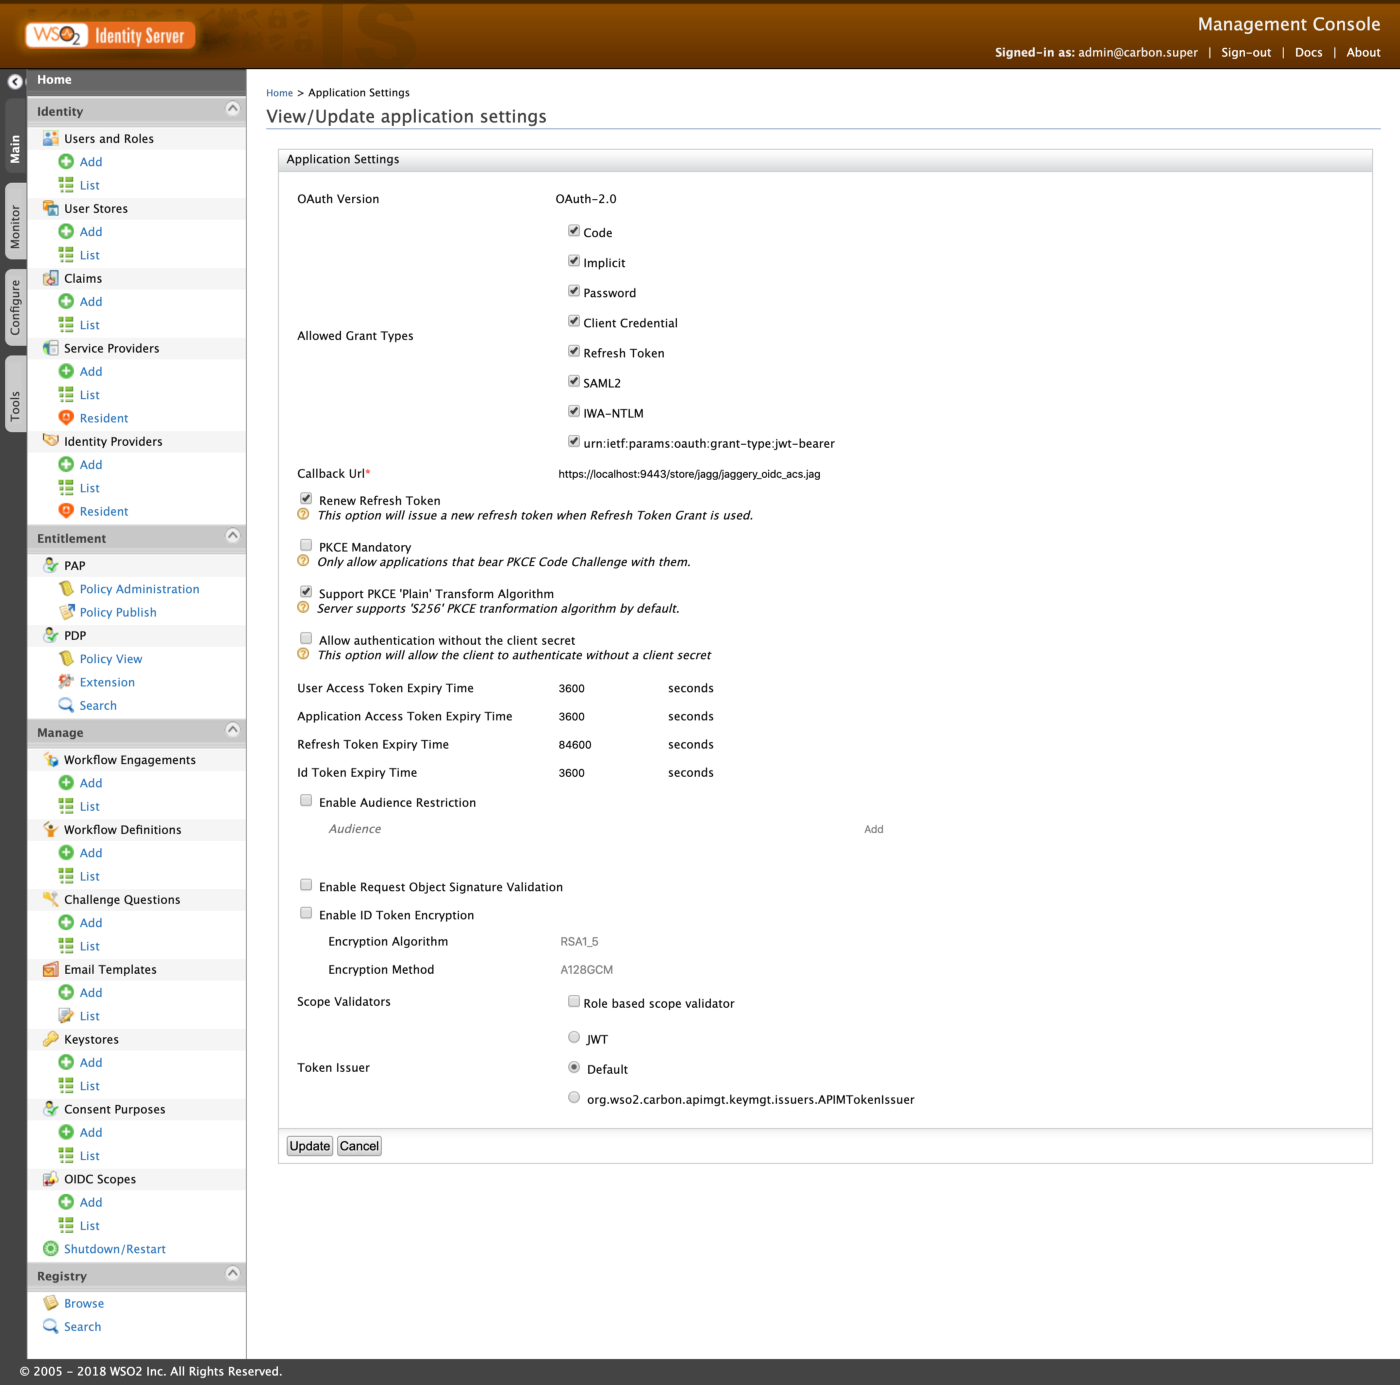 WSO2 Identity Server
Management Console
Signed-in as: admin@carbon.super | Sign-out | Docs | About
Main
Monitor
Configure
Tools
Home
Identity
Users and Roles
Add
List
User Stores
Add
List
Claims
Add
List
Service Providers
Add
List
Resident
Identity Providers
Add
List
Resident
Entitlement
PAP
Policy Administration
Policy Publish
PDP
Policy View
Extension
Search
Manage
Workflow Engagements
Add
List
Workflow Definitions
Add
List
Challenge Questions
Add
List
Email Templates
Add
List
Keystores
Add
List
Consent Purposes
Add
List
OIDC Scopes
Add
List
Shutdown/Restart
Registry
Browse
Search
Home > Application Settings
View/Update application settings
Application Settings
OAuth Version OAuth-2.0
Allowed Grant Types
Code
Implicit
Password
Client Credential
Refresh Token
SAML2
IWA-NTLM
urn:ietf:params:oauth:grant-type:jwt-bearer
Callback Url* https://localhost:9443/store/jagg/jaggery_oidc_acs.jag
Renew Refresh Token
This option will issue a new refresh token when Refresh Token Grant is used.
PKCE Mandatory
Only allow applications that bear PKCE Code Challenge with them.
Support PKCE 'Plain' Transform Algorithm
Server supports 'S256' PKCE tranformation algorithm by default.
Allow authentication without the client secret
This option will allow the client to authenticate without a client secret
User Access Token Expiry Time 3600 seconds
Application Access Token Expiry Time 3600 seconds
Refresh Token Expiry Time 84600 seconds
Id Token Expiry Time 3600 seconds
Enable Audience Restriction
Audience Add
Enable Request Object Signature Validation
Enable ID Token Encryption
Encryption Algorithm RSA1_5
Encryption Method A128GCM
Scope Validators Role based scope validator
Token Issuer
JWT
Default
org.wso2.carbon.apimgt.keymgt.issuers.APIMTokenIssuer
Update Cancel
© 2005 - 2018 WSO2 Inc. All Rights Reserved.